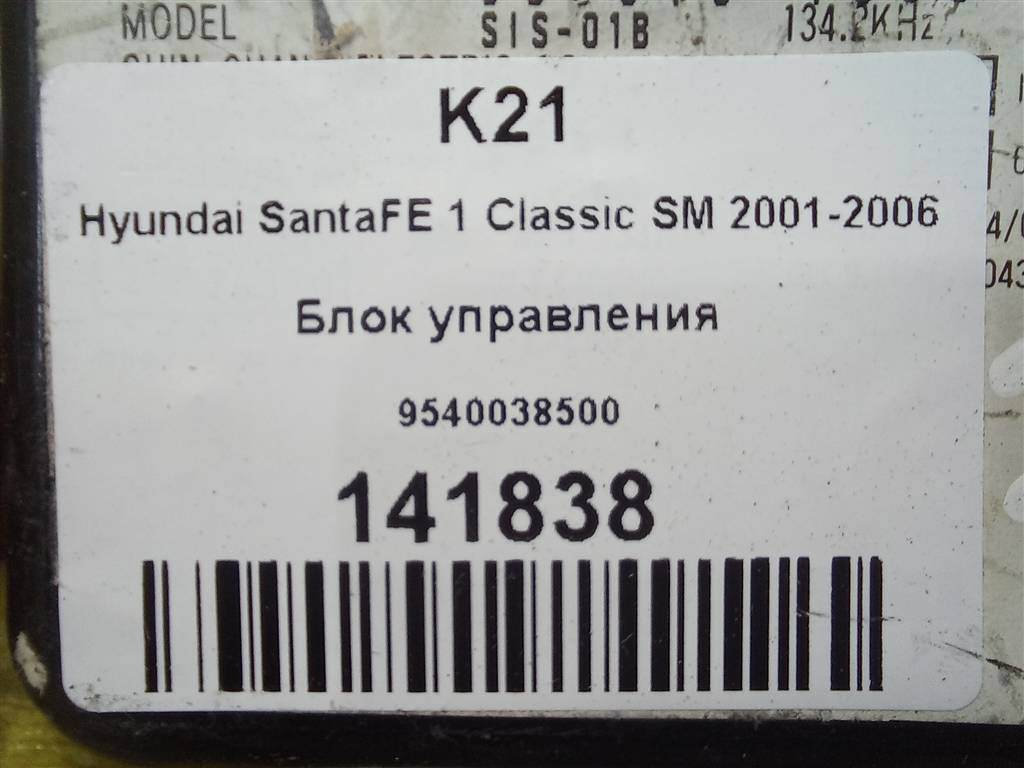 MODEL SIS-01B 134.2KHz
K21
Hyundai SantaFE 1 Classic SM 2001-2006
Блок управления
9540038500
141838